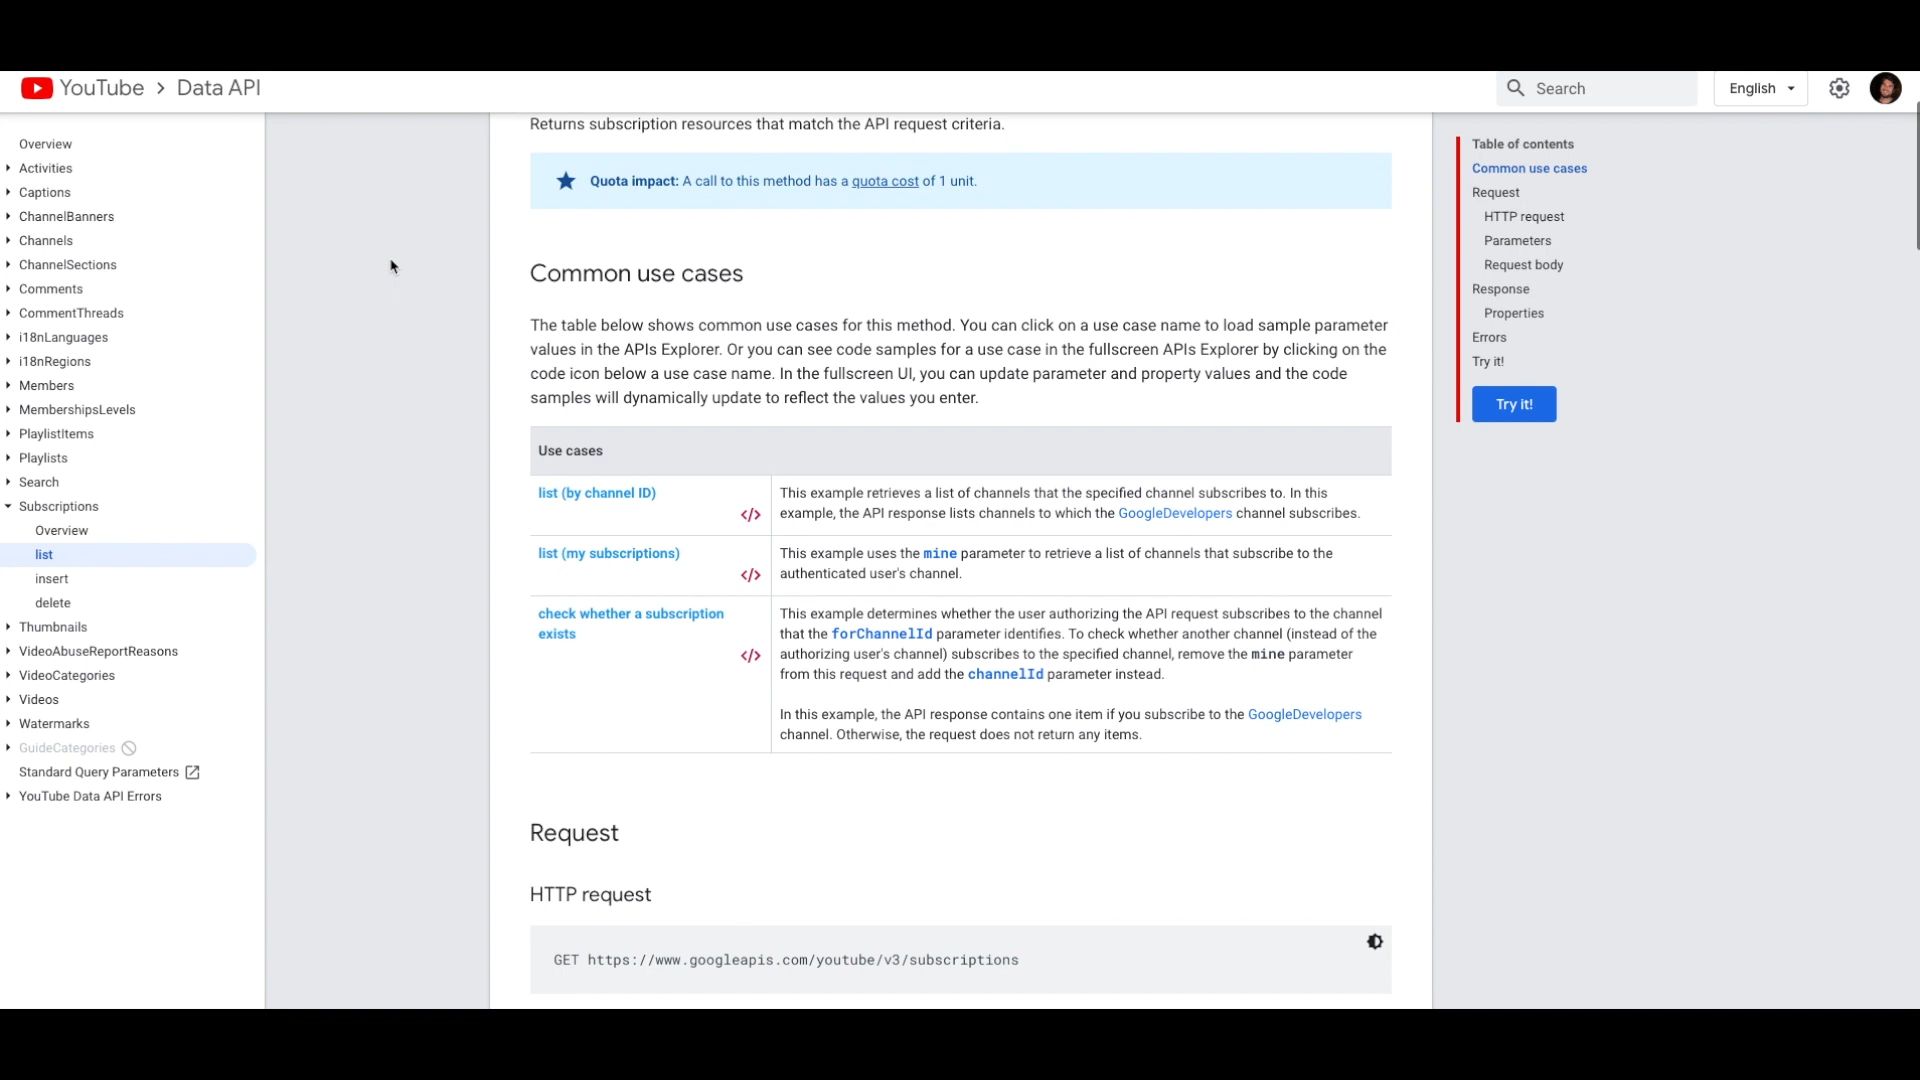 YouTube > Data API
Search
English
Overview
Activities
Captions
ChannelBanners
Channels
ChannelSections
Comments
CommentThreads
i18nLanguages
i18nRegions
Members
MembershipsLevels
PlaylistItems
Playlists
Search
Subscriptions
Overview
list
insert
delete
Thumbnails
VideoAbuseReportReasons
VideoCategories
Videos
Watermarks
GuideCategories
Standard Query Parameters
YouTube Data API Errors
Returns subscription resources that match the API request criteria.
Quota impact: A call to this method has a quota cost of 1 unit.
Common use cases
The table below shows common use cases for this method. You can click on a use case name to load sample parameter
values in the APIs Explorer. Or you can see code samples for a use case in the fullscreen APIs Explorer by clicking on the
code icon below a use case name. In the fullscreen UI, you can update parameter and property values and the code
samples will dynamically update to reflect the values you enter.
Use cases
list (by channel ID)
</>
This example retrieves a list of channels that the specified channel subscribes to. In this
example, the API response lists channels to which the GoogleDevelopers channel subscribes.
list (my subscriptions)
</>
This example uses the mine parameter to retrieve a list of channels that subscribe to the
authenticated user's channel.
check whether a subscription
exists
</>
This example determines whether the user authorizing the API request subscribes to the channel
that the forChannelId parameter identifies. To check whether another channel (instead of the
authorizing user's channel) subscribes to the specified channel, remove the mine parameter
from this request and add the channelId parameter instead.
In this example, the API response contains one item if you subscribe to the GoogleDevelopers
channel. Otherwise, the request does not return any items.
Request
HTTP request
GET https://www.googleapis.com/youtube/v3/subscriptions
Table of contents
Common use cases
Request
HTTP request
Parameters
Request body
Response
Properties
Errors
Try it!
Try it!